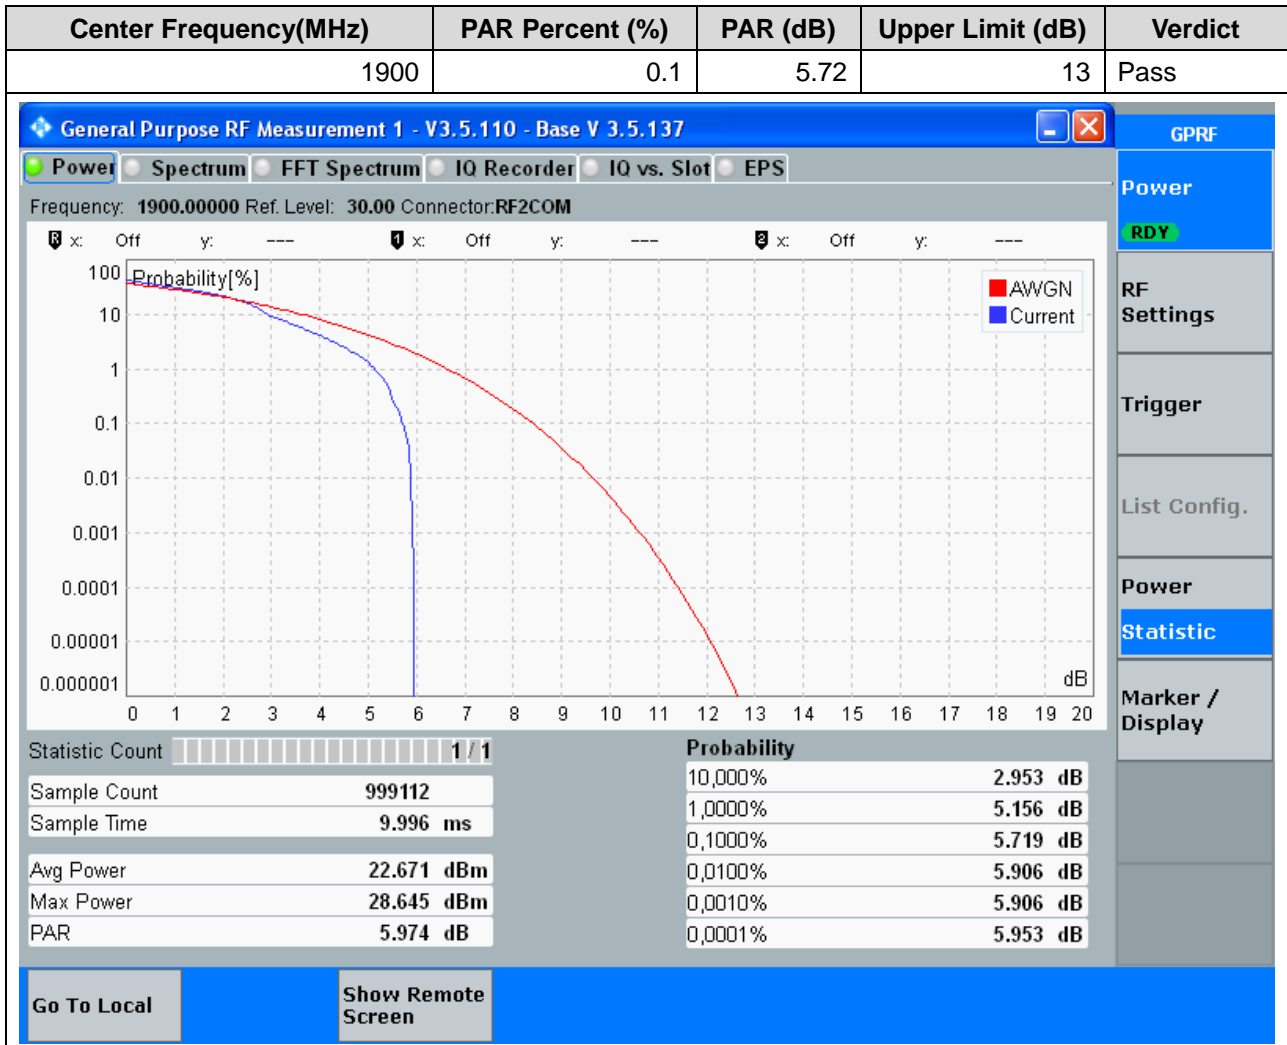 Center Frequency(MHz) PAR Percent (%) PAR (dB) Upper Limit (dB) Verdict
1900 0.1 5.72 13 Pass
General Purpose RF Measurement 1 - V3.5.110 - Base V 3.5.137
GPRF
Power Spectrum FFT Spectrum IQ Recorder IQ vs. Slot EPS
Power
RDY
Frequency: 1900.00000 Ref. Level: 30.00 Connector:RF2COM
R x: Off y: --- 1 x: Off y: --- 2 x: Off y: ---
Probability[%]
AWGN
Current
100
10
1
0.1
0.01
0.001
0.0001
0.00001
0.000001
dB
0 1 2 3 4 5 6 7 8 9 10 11 12 13 14 15 16 17 18 19 20
RF
Settings
Trigger
List Config.
Power
Statistic
Marker /
Display
Statistic Count 1 / 1
Sample Count 999112
Sample Time 9.996 ms
Avg Power 22.671 dBm
Max Power 28.645 dBm
PAR 5.974 dB
Probability
10,000% 2.953 dB
1,0000% 5.156 dB
0,1000% 5.719 dB
0,0100% 5.906 dB
0,0010% 5.906 dB
0,0001% 5.953 dB
Go To Local
Show Remote
Screen